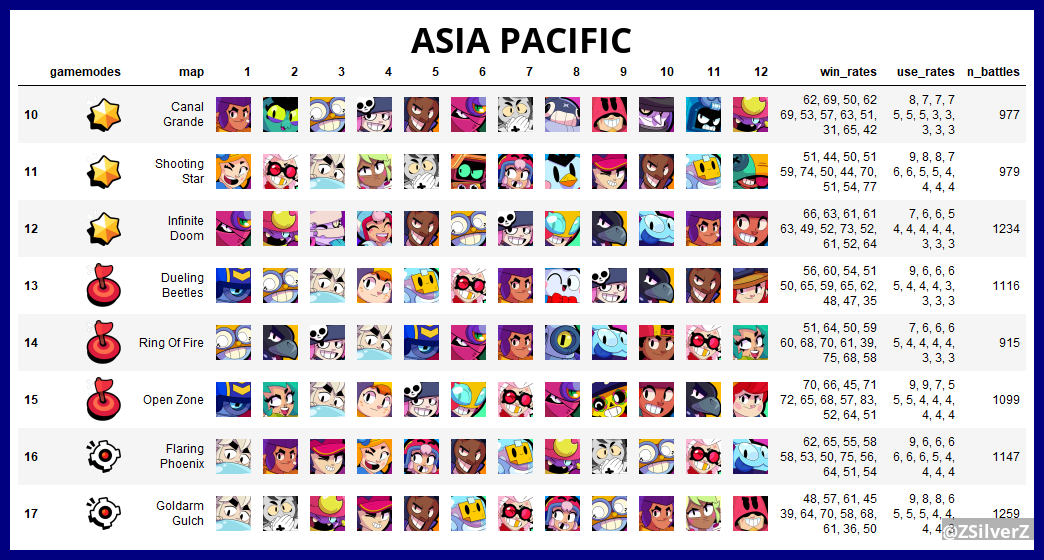 ASIA PACIFIC
gamemodes map 1 2 3 4 5 6 7 8 9 10 11 12 win_rates use_rates n_battles
10 Canal Grande 62, 69, 50, 62 69, 53, 57, 63, 51, 31, 65, 42 8, 7, 7, 7 5, 5, 5, 3, 3, 3, 3, 3 977
11 Shooting Star 51, 44, 50, 51 59, 74, 50, 44, 70, 51, 54, 77 9, 8, 8, 7 6, 6, 5, 5, 4, 4, 4, 4 979
12 Infinite Doom 66, 63, 61, 61 63, 49, 52, 73, 52, 61, 52, 64 7, 6, 6, 5 4, 4, 4, 4, 4, 3, 3, 3 1234
13 Dueling Beetles 56, 60, 54, 51 50, 65, 59, 65, 62, 48, 47, 35 9, 6, 6, 6 5, 4, 4, 4, 3, 3, 3, 3 1116
14 Ring Of Fire 51, 64, 50, 59 60, 68, 70, 61, 39, 75, 68, 58 7, 6, 6, 6 5, 4, 4, 4, 4, 3, 3, 3 915
15 Open Zone 70, 66, 45, 71 72, 65, 68, 57, 83, 52, 64, 51 9, 9, 7, 5 5, 5, 4, 4, 4, 4, 4, 4 1099
16 Flaring Phoenix 62, 65, 55, 58 58, 53, 50, 75, 56, 64, 51, 54 9, 6, 6, 6 6, 6, 6, 5, 4, 4, 4, 4 1147
17 Goldarm Gulch 48, 57, 61, 45 39, 64, 70, 58, 68, 61, 36, 50 9, 8, 8, 6 5, 5, 5, 4, 4, 4, 4, 1259
@ZSilverZ